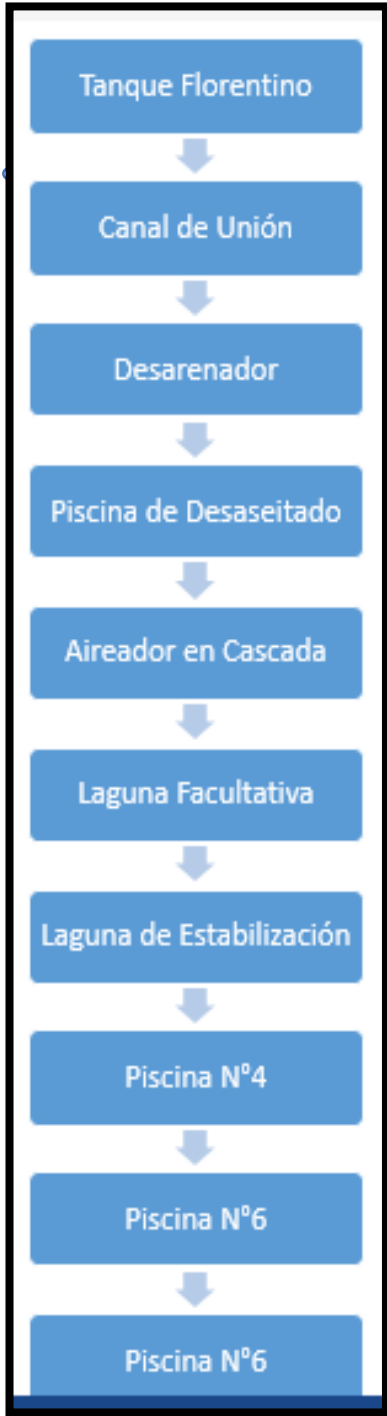 Tanque Florentino
Canal de Unión
Desarenador
Piscina de Desaseitado
Aireador en Cascada
Laguna Facultativa
Laguna de Estabilización
Piscina N°4
Piscina N°6
Piscina N°6